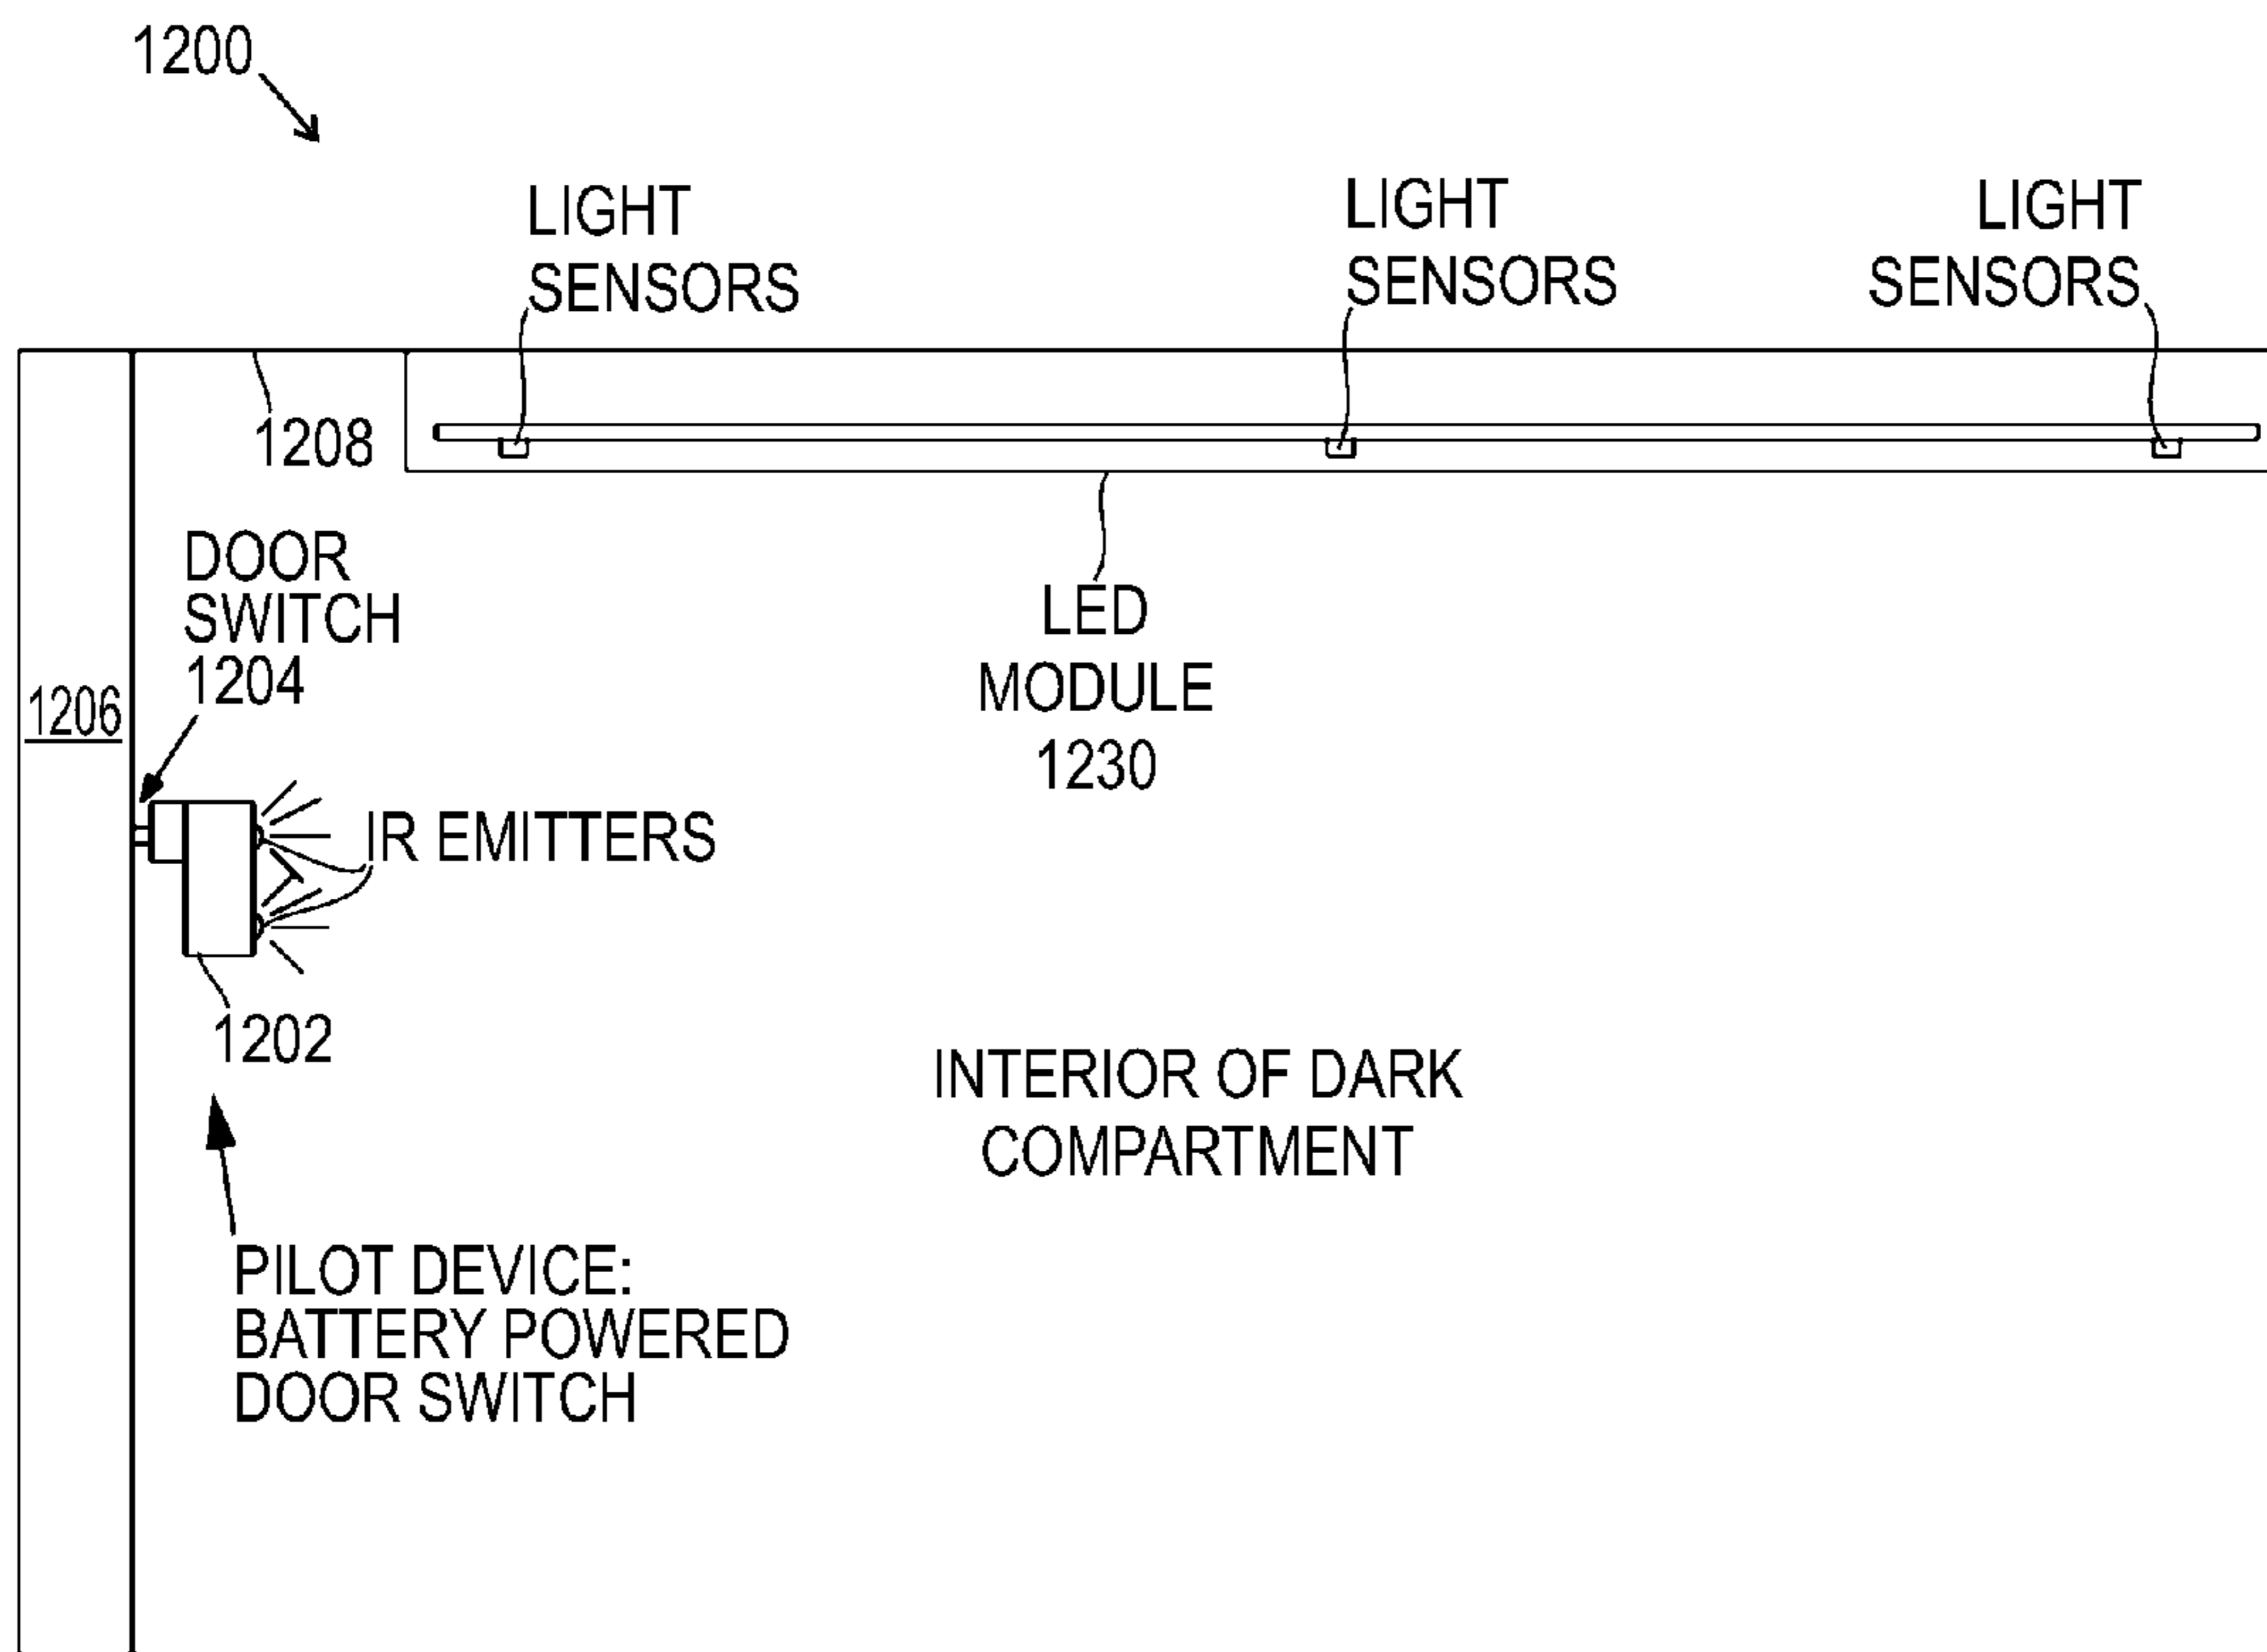 1200
LIGHT
SENSORS
LIGHT
SENSORS
LIGHT
SENSORS
1208
DOOR
SWITCH
1204
1206
LED
MODULE
1230
IR EMITTERS
1202
INTERIOR OF DARK
COMPARTMENT
PILOT DEVICE:
BATTERY POWERED
DOOR SWITCH